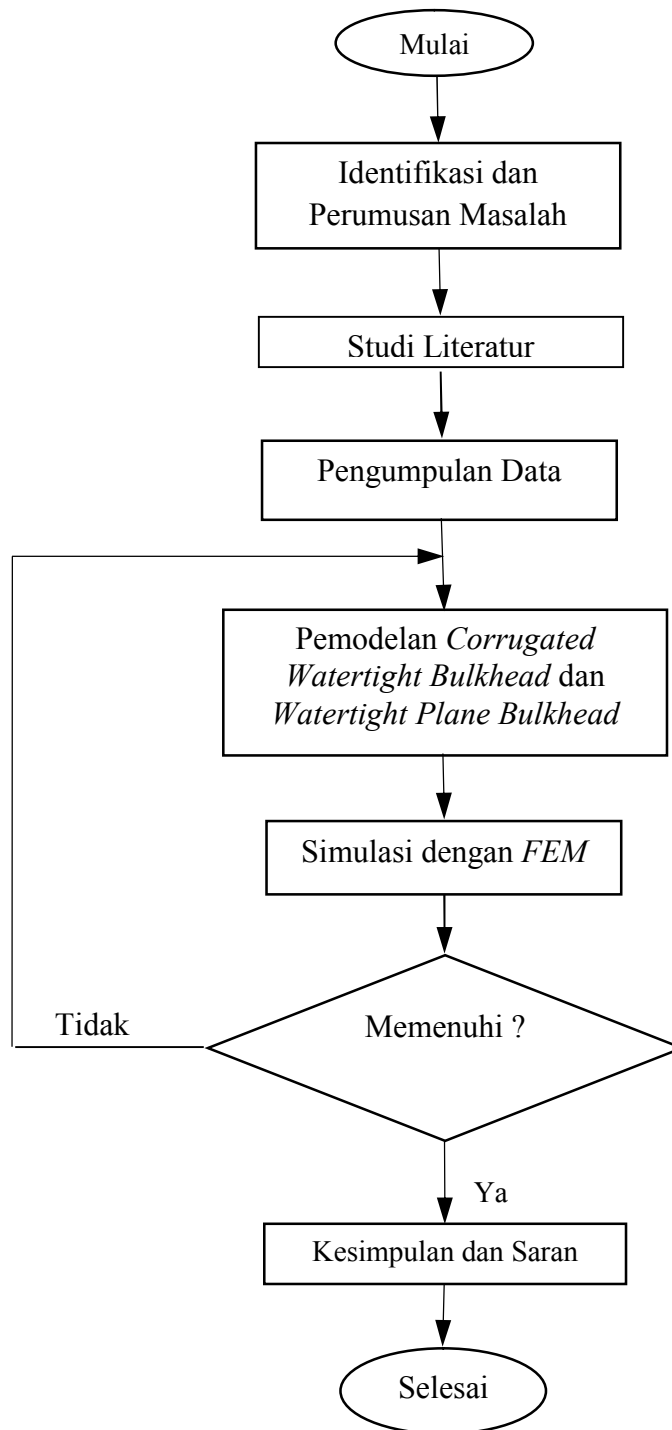 Mulai
Identifikasi dan
Perumusan Masalah
Studi Literatur
Pengumpulan Data
Pemodelan Corrugated
Watertight Bulkhead dan
Watertight Plane Bulkhead
Simulasi dengan FEM
Tidak
Memenuhi ?
Ya
Kesimpulan dan Saran
Selesai